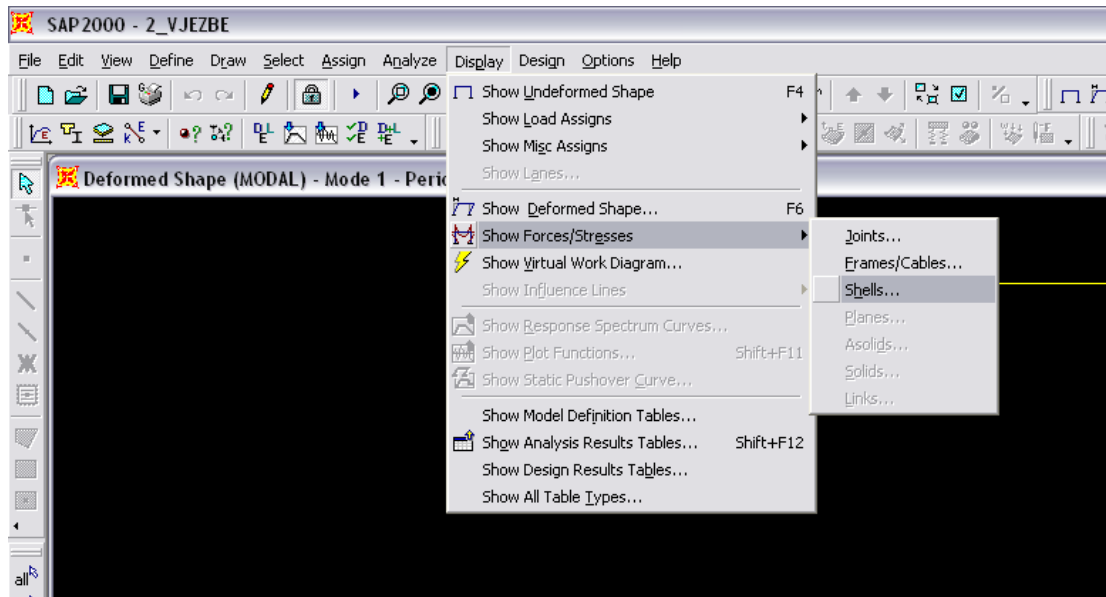 SAP2000 - 2_VJEZBE
File Edit View Define Draw Select Assign Analyze Display Design Options Help
Show Undeformed Shape F4
Show Load Assigns
Show Misc Assigns
Show Lanes...
Deformed Shape (MODAL) - Mode 1 - Peri
Show Deformed Shape... F6
Show Forces/Stresses
Show Virtual Work Diagram...
Show Influence Lines
Show Response Spectrum Curves...
Show Plot Functions... Shift+F11
Show Static Pushover Curve...
Show Model Definition Tables...
Show Analysis Results Tables... Shift+F12
Show Design Results Tables...
Show All Table Types...
Joints...
Frames/Cables...
Shells...
Planes...
Asolids...
Solids...
Links...
all